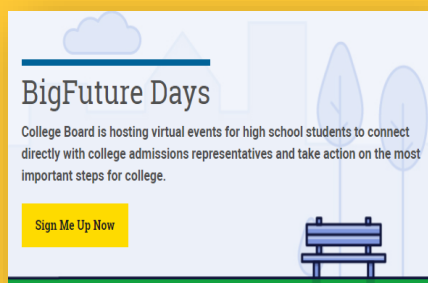 BigFuture Days
College Board is hosting virtual events for high school students to connect
directly with college admissions representatives and take action on the most
important steps for college.
Sign Me Up Now